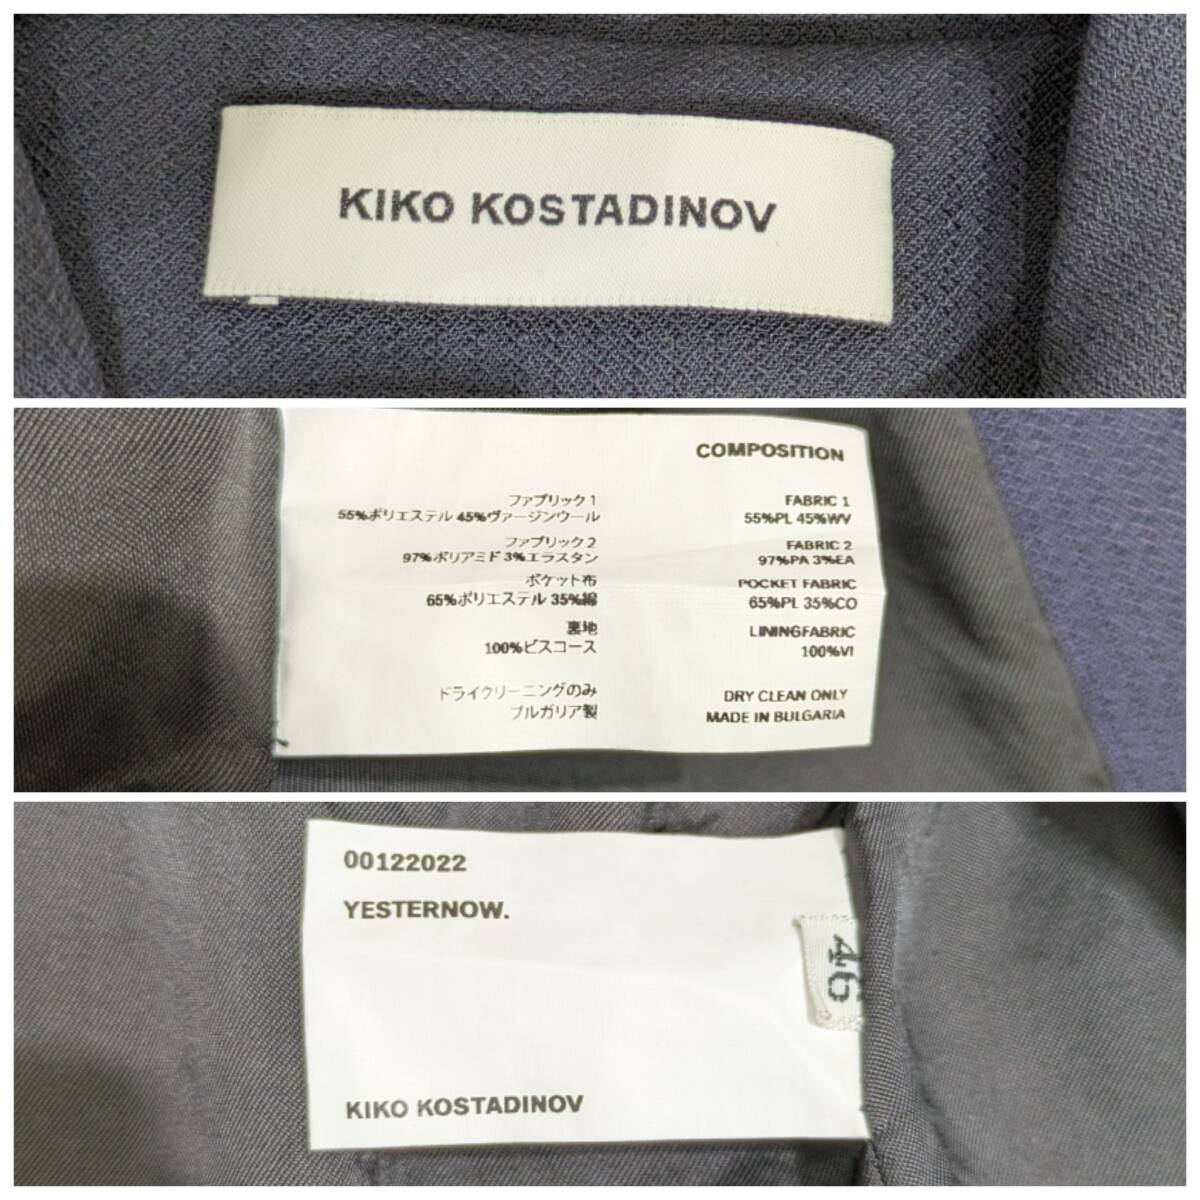 KIKO KOSTADINOV
COMPOSITION
ファブリック1
55%ポリエステル 45%ヴァージンウール
ファブリック2
97%ポリアミド 3%エラスタン
ポケット布
65%ポリエステル 35%綿
裏地
100%ビスコース
ドライクリーニングのみ
ブルガリア製
FABRIC 1
55%PL 45%WV
FABRIC 2
97%PA 3%EA
POCKET FABRIC
65%PL 35%CO
LININGFABRIC
100%VI
DRY CLEAN ONLY
MADE IN BULGARIA
00122022
YESTERNOW.
46
KIKO KOSTADINOV